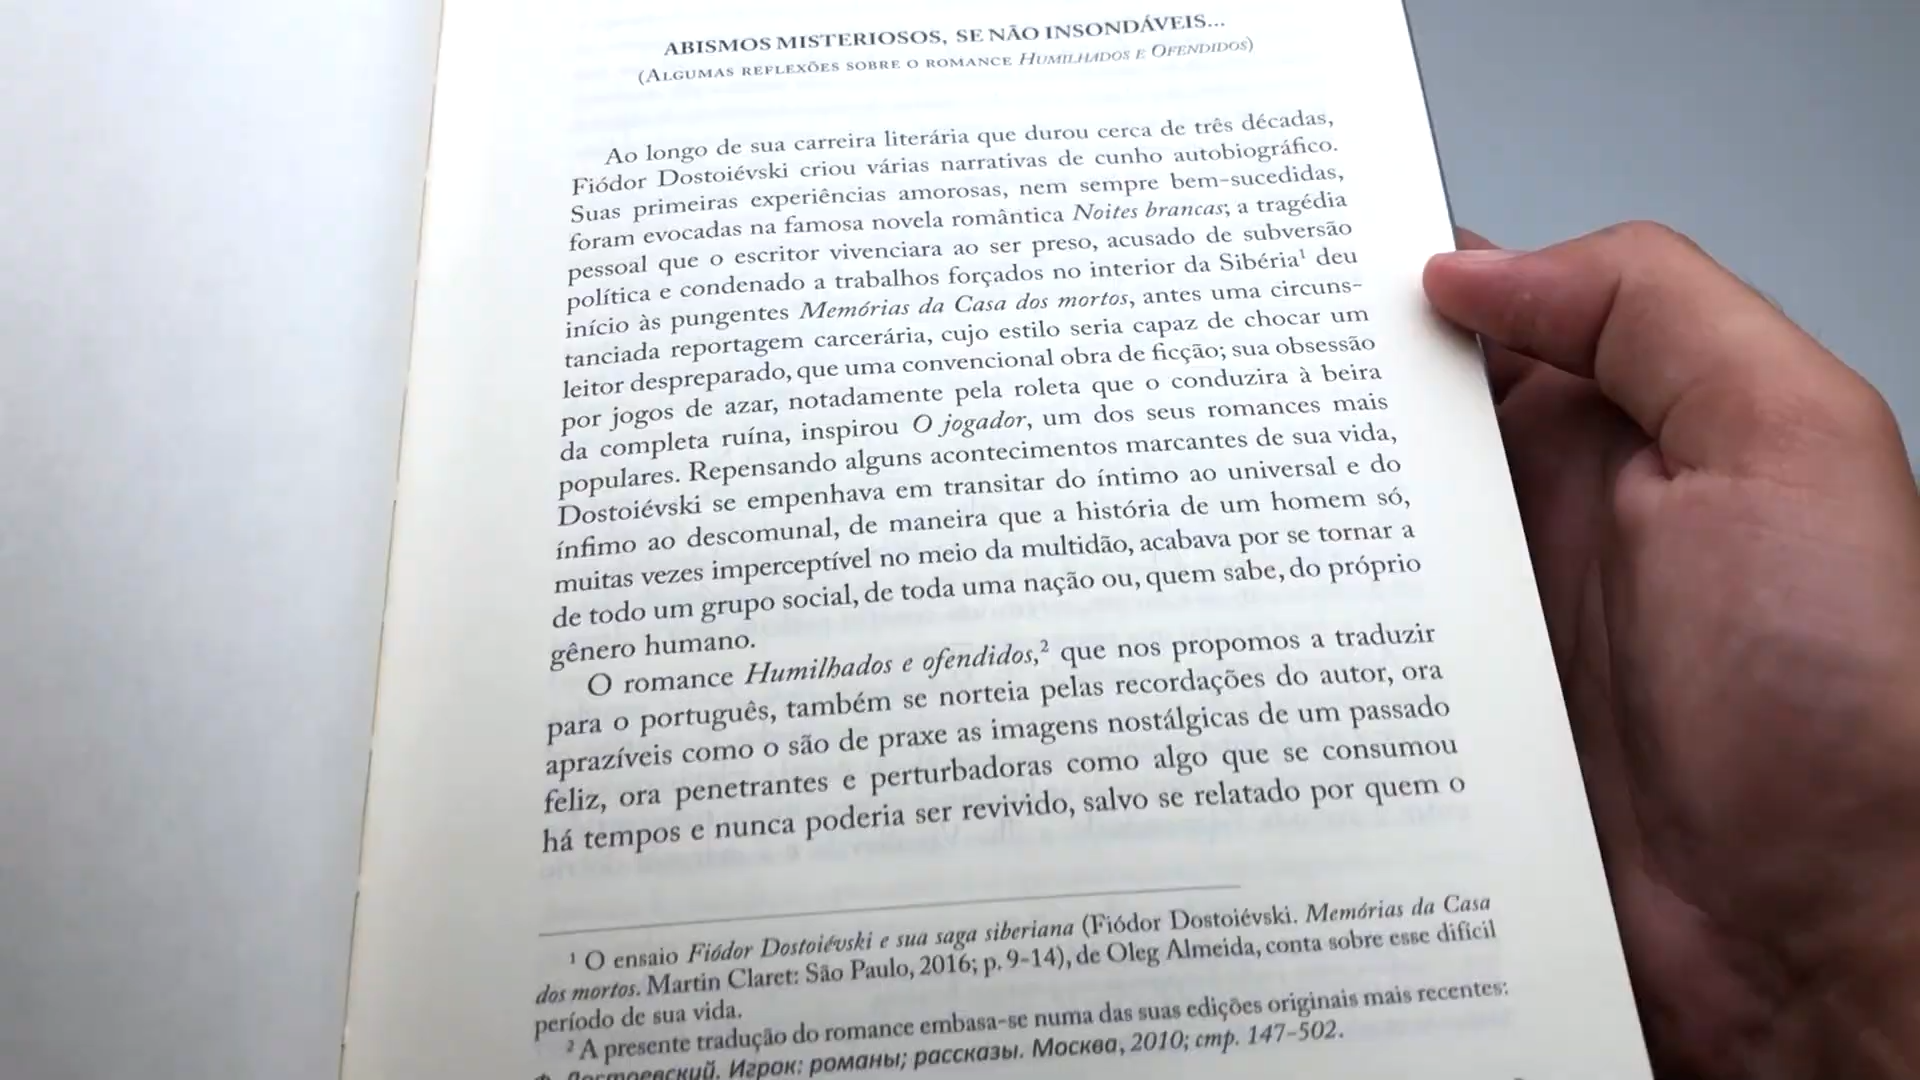 ABISMOS MISTERIOSOS, SE NÃO INSONDÁVEIS...
(ALGUMAS REFLEXÕES SOBRE O ROMANCE HUMILHADOS E OFENDIDOS)
Ao longo de sua carreira literária que durou cerca de três décadas,
Fiódor Dostoiévski criou várias narrativas de cunho autobiográfico.
Suas primeiras experiências amorosas, nem sempre bem-sucedidas,
foram evocadas na famosa novela romântica Noites brancas; a tragédia
pessoal que o escritor vivenciara ao ser preso, acusado de subversão
política e condenado a trabalhos forçados no interior da Sibéria¹ deu
início às pungentes Memórias da Casa dos mortos, antes uma circuns-
tanciada reportagem carcerária, cujo estilo seria capaz de chocar um
leitor despreparado, que uma convencional obra de ficção; sua obsessão
por jogos de azar, notadamente pela roleta que o conduzira à beira
da completa ruína, inspirou O jogador, um dos seus romances mais
populares. Repensando alguns acontecimentos marcantes de sua vida,
Dostoiévski se empenhava em transitar do íntimo ao universal e do
ínfimo ao descomunal, de maneira que a história de um homem só,
muitas vezes imperceptível no meio da multidão, acabava por se tornar a
de todo um grupo social, de toda uma nação ou, quem sabe, do próprio
gênero humano.
O romance Humilhados e ofendidos,² que nos propomos a traduzir
para o português, também se norteia pelas recordações do autor, ora
aprazíveis como o são de praxe as imagens nostálgicas de um passado
feliz, ora penetrantes e perturbadoras como algo que se consumou
há tempos e nunca poderia ser revivido, salvo se relatado por quem o
¹ O ensaio Fiódor Dostoiévski e sua saga siberiana (Fiódor Dostoiévski. Memórias da Casa
dos mortos. Martin Claret: São Paulo, 2016; p. 9-14), de Oleg Almeida, conta sobre esse difícil
período de sua vida.
² A presente tradução do romance embasa-se numa das suas edições originais mais recentes:
Достоевский. Игрок: романы; рассказы. Москва, 2010; стр. 147-502.